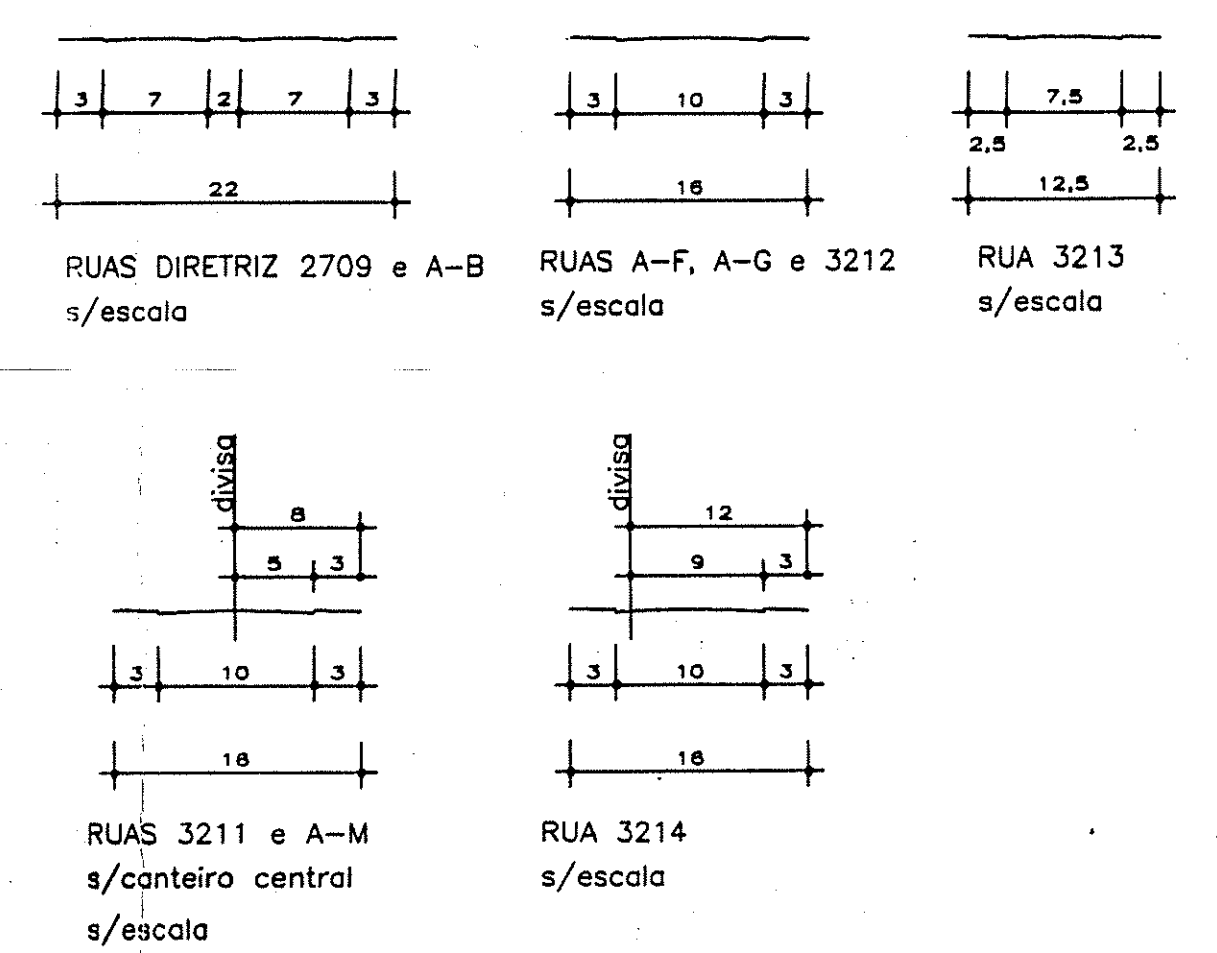 3 7 2 7 3
22
RUAS DIRETRIZ 2709 e A-B
s/escala
3 10 3
16
RUAS A-F, A-G e 3212
s/escala
7,5
2,5 2,5
12,5
RUA 3213
s/escala
divisa
8
5 3
3 10 3
16
RUAS 3211 e A-M
s/canteiro central
s/escala
divisa
12
9 3
3 10 3
16
RUA 3214
s/escala